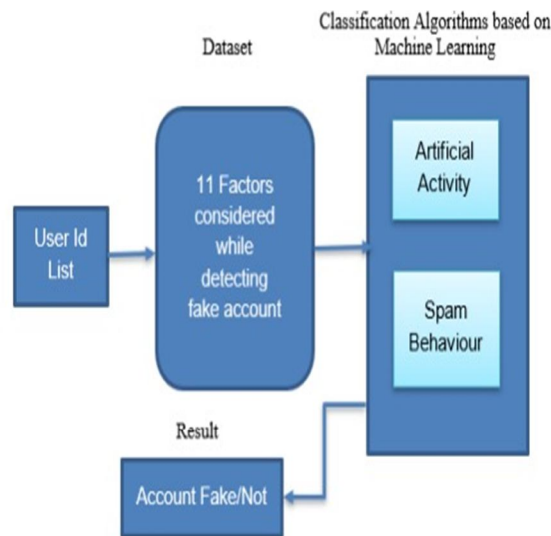 Dataset
Classification Algorithms based on
Machine Learning
User Id
List
11 Factors
considered
while
detecting
fake account
Artificial
Activity
Spam
Behaviour
Result
Account Fake/Not